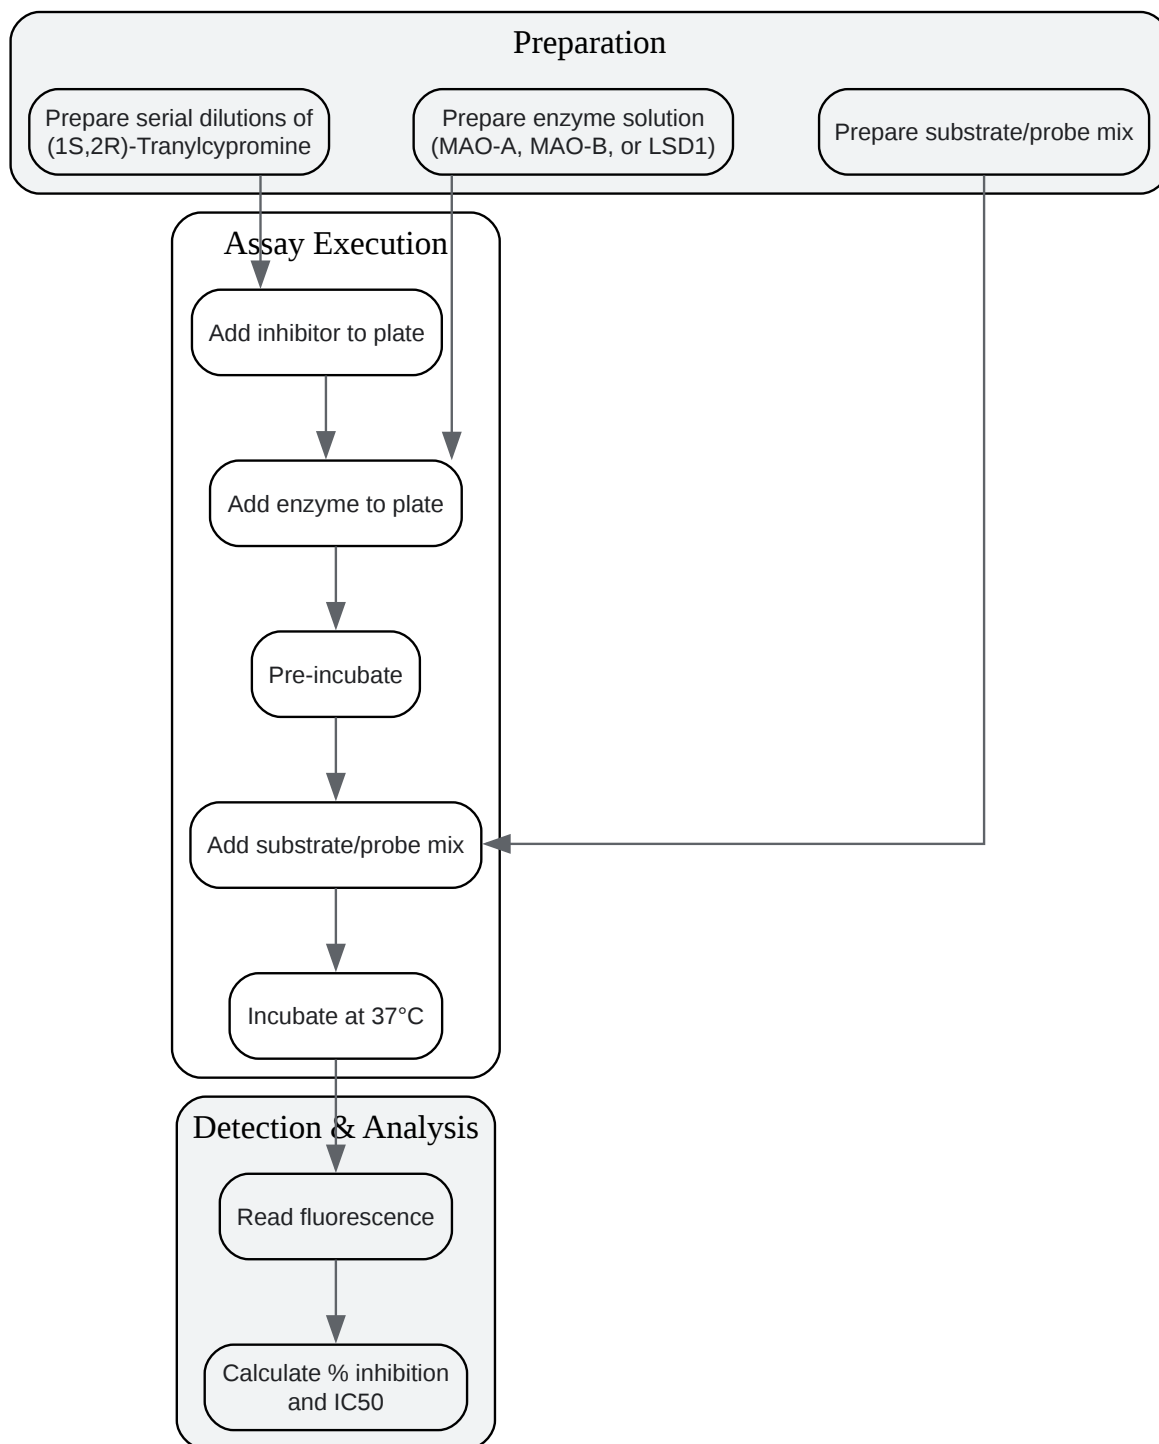 Preparation
Prepare serial dilutions of
(1S,2R)-Tranylcypromine
Prepare enzyme solution
(MAO-A, MAO-B, or LSD1)
Prepare substrate/probe mix
Assay Execution
Add inhibitor to plate
Add enzyme to plate
Pre-incubate
Add substrate/probe mix
Incubate at 37°C
Detection & Analysis
Read fluorescence
Calculate % inhibition
and IC50